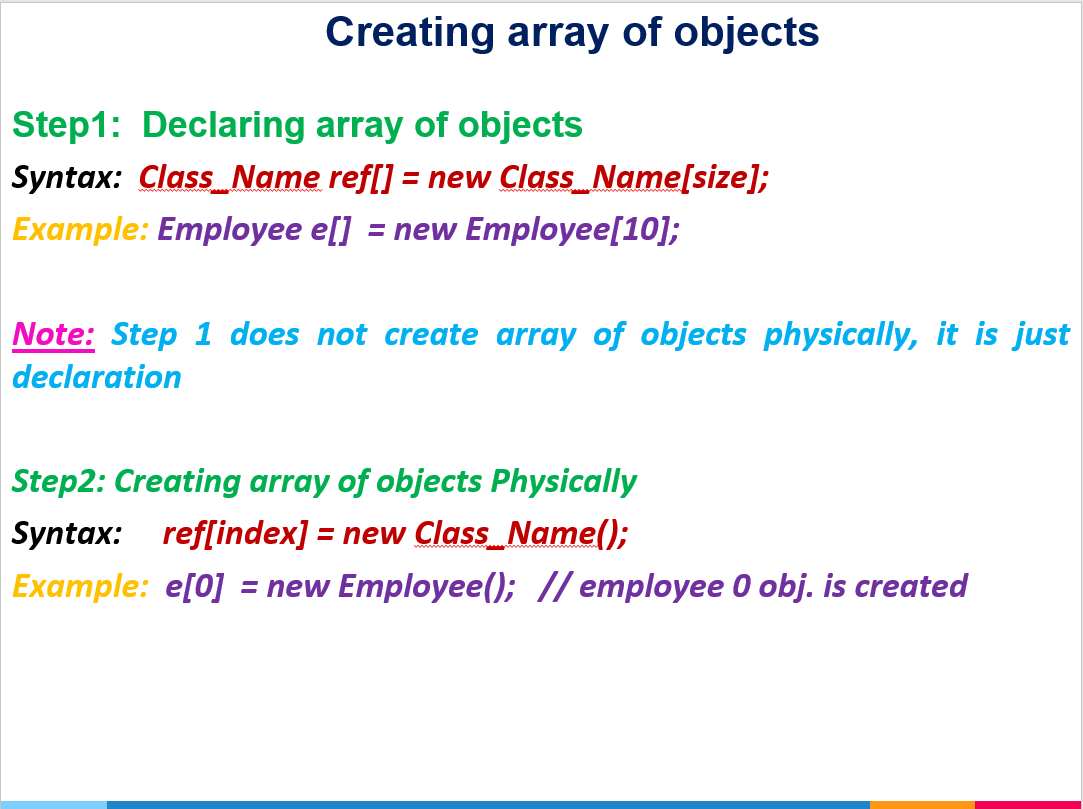 Creating array of objects
Step1: Declaring array of objects
Syntax: Class_Name ref[] = new Class_Name[size];
Example: Employee e[] = new Employee[10];
Note: Step 1 does not create array of objects physically, it is just
declaration
Step2: Creating array of objects Physically
Syntax: ref[index] = new Class_Name();
Example: e[0] = new Employee(); // employee 0 obj. is created